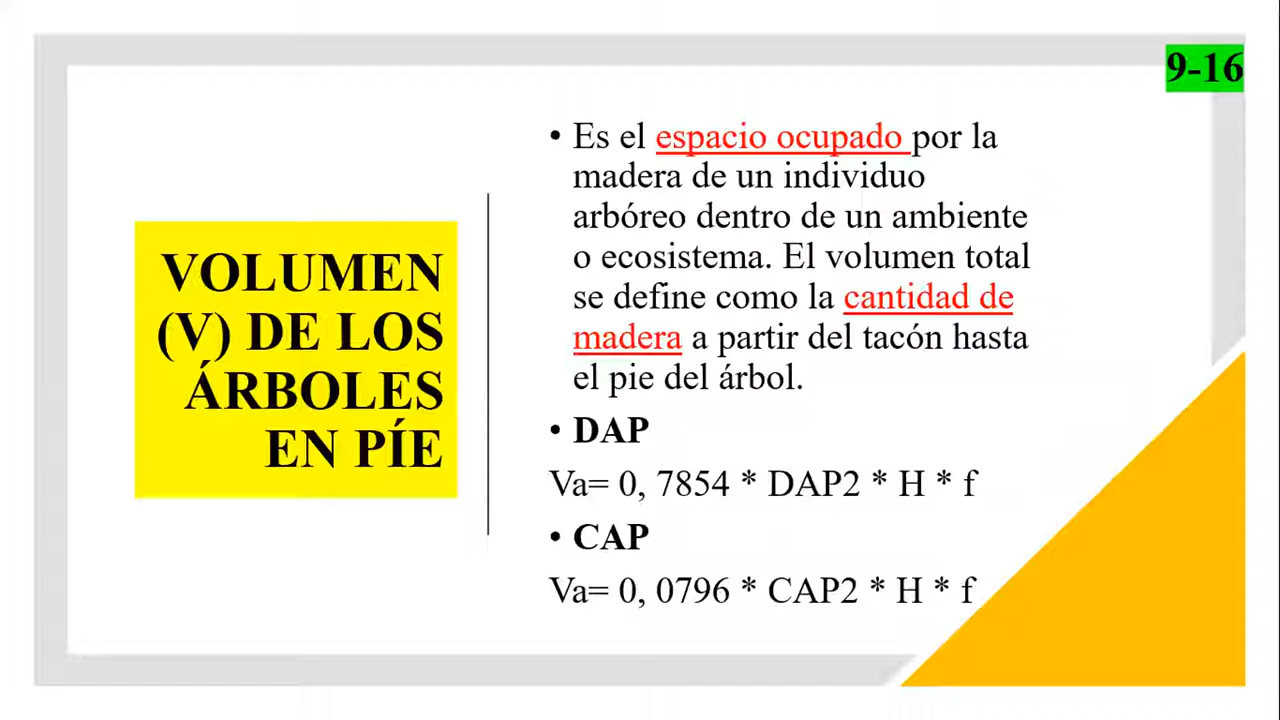 9-16
VOLUMEN
(V) DE LOS
ÁRBOLES
EN PÍE
• Es el espacio ocupado por la
madera de un individuo
arbóreo dentro de un ambiente
o ecosistema. El volumen total
se define como la cantidad de
madera a partir del tacón hasta
el pie del árbol.
• DAP
Va= 0, 7854 * DAP2 * H * f
• CAP
Va= 0, 0796 * CAP2 * H * f